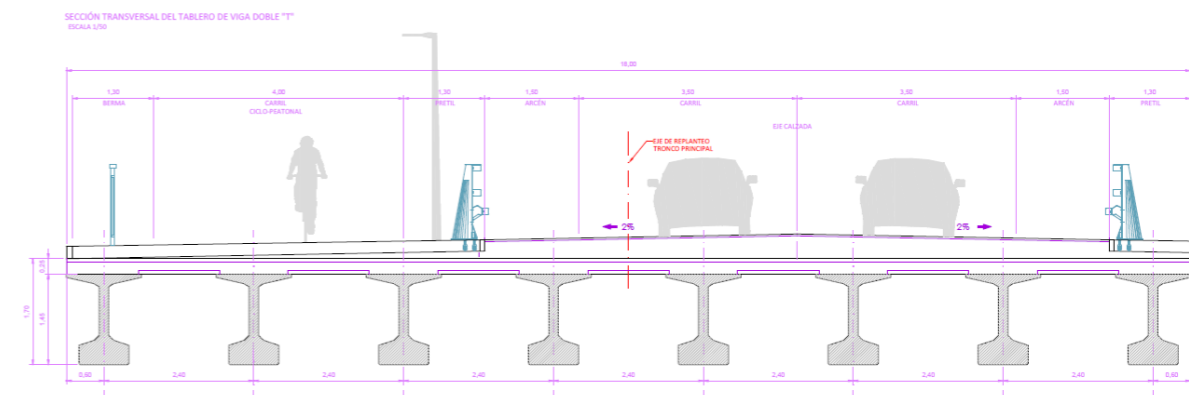 SECCIÓN TRANSVERSAL DEL TABLERO DE VIGA DOBLE "T"
ESCALA 1/50
18,00
1,30 4,00 1,30 1,50 3,50 3,50 1,50 1,30
BERMA CARRIL PRETIL ARCÉN CARRIL CARRIL ARCÉN PRETIL
CICLO-PEATONAL
EJE CALZADA
EJE DE REPLANTEO
TRONCO PRINCIPAL
2% 2%
0,25
1,70
1,45
0,60 2,40 2,40 2,40 2,40 2,40 2,40 2,40 0,60